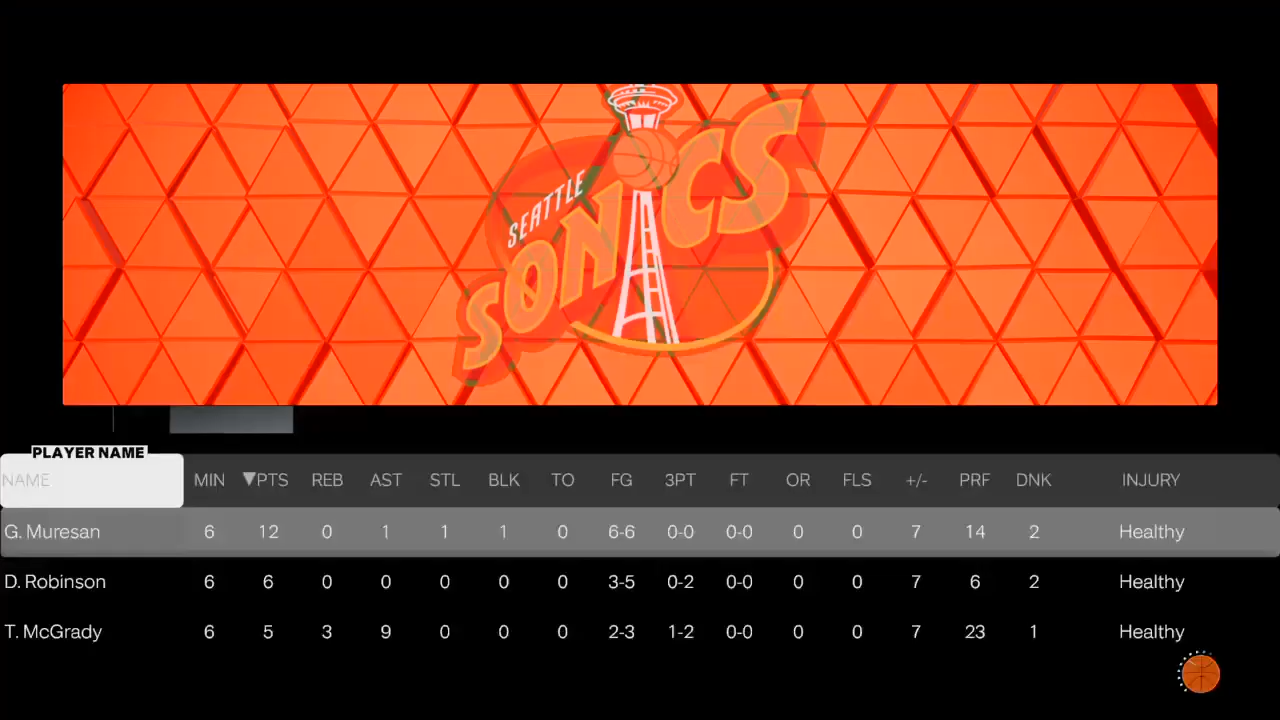 SEATTLE
SONICS
PLAYER NAME
NAME MIN ▼PTS REB AST STL BLK TO FG 3PT FT OR FLS +/- PRF DNK INJURY
G. Muresan 6 12 0 1 1 1 0 6-6 0-0 0-0 0 0 7 14 2 Healthy
D. Robinson 6 6 0 0 0 0 0 3-5 0-2 0-0 0 0 7 6 2 Healthy
T. McGrady 6 5 3 9 0 0 0 2-3 1-2 0-0 0 0 7 23 1 Healthy